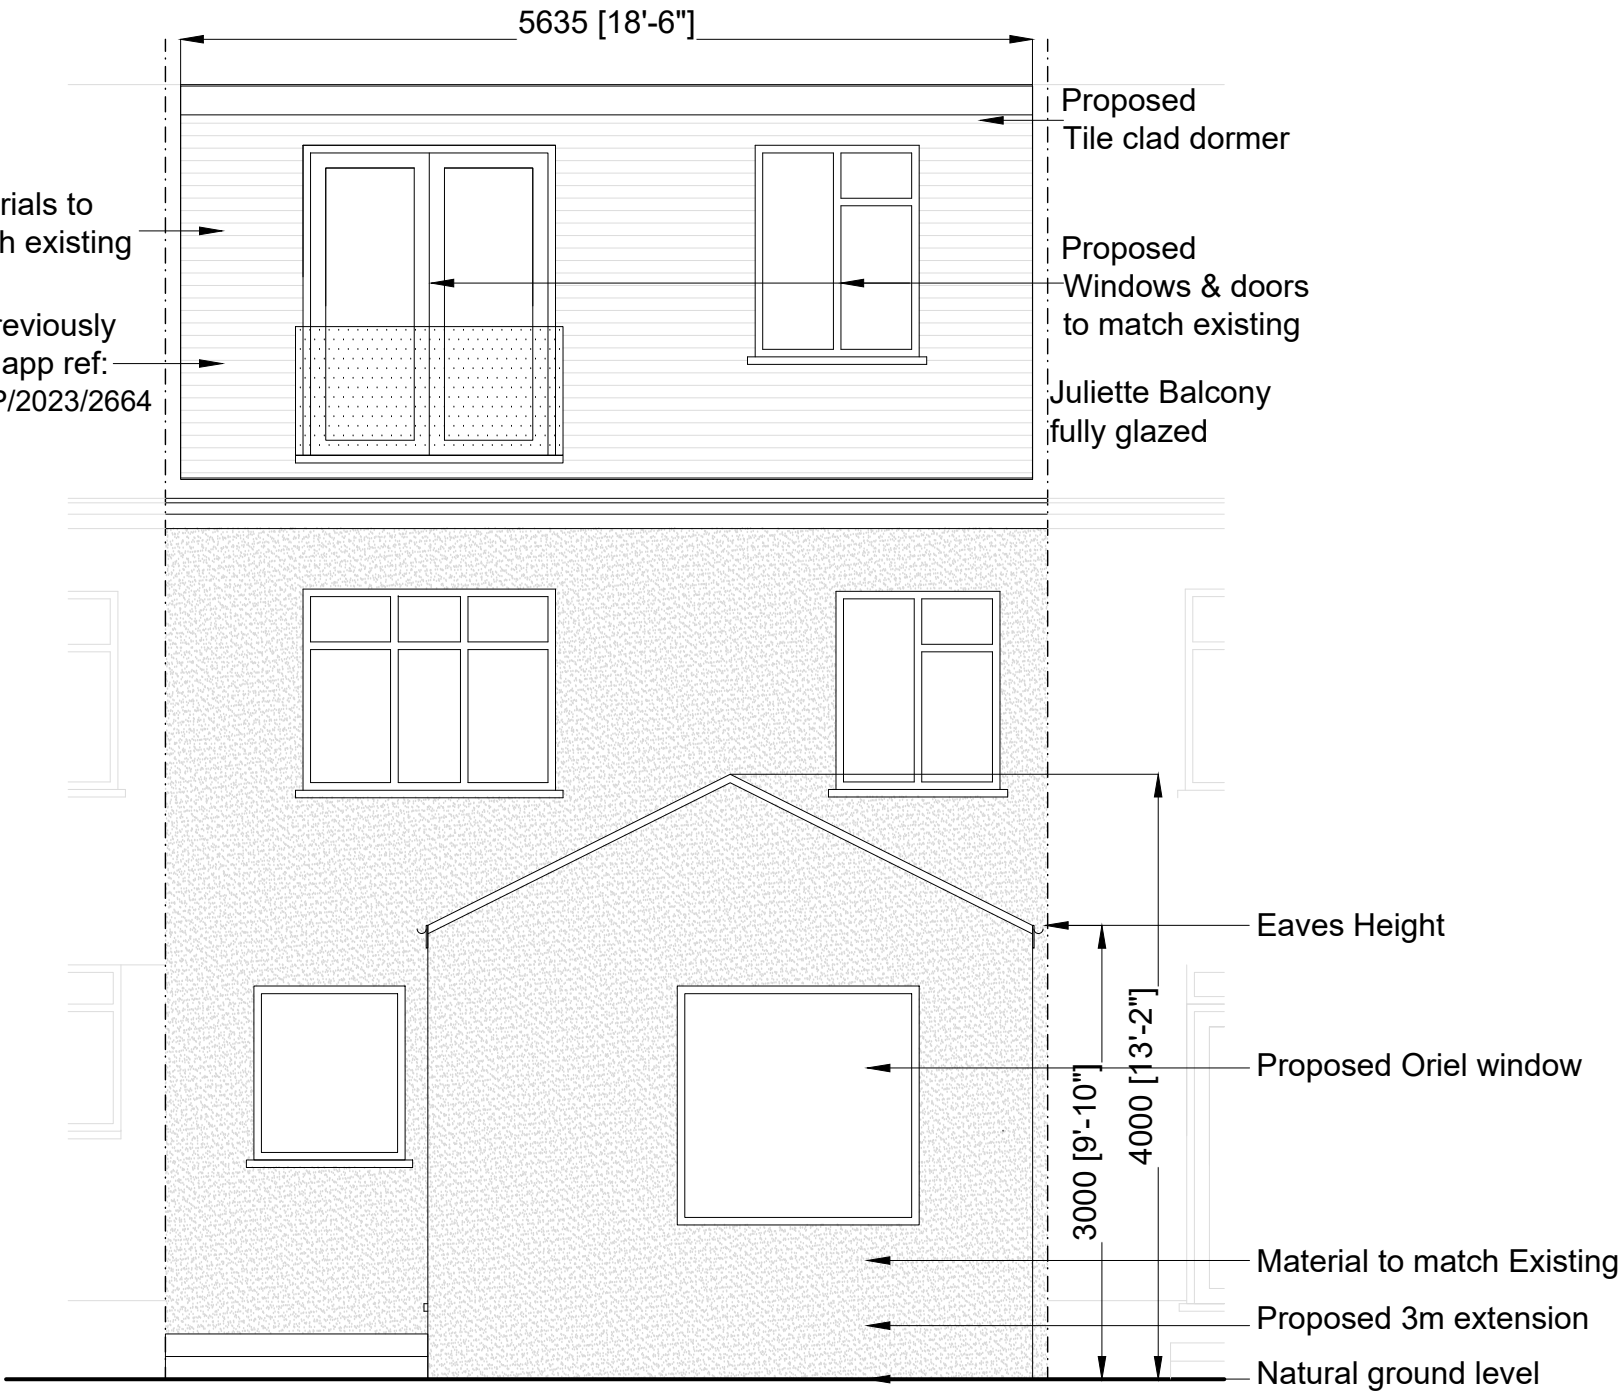 5635 [18'-6"]
Proposed
Tile clad dormer
rials to
h existing
Proposed
Windows & doors
to match existing
reviously
app ref:
P/2023/2664
Juliette Balcony
fully glazed
Eaves Height
3000 [9'-10"]
4000 [13'-2"]
Proposed Oriel window
Material to match Existing
Proposed 3m extension
Natural ground level